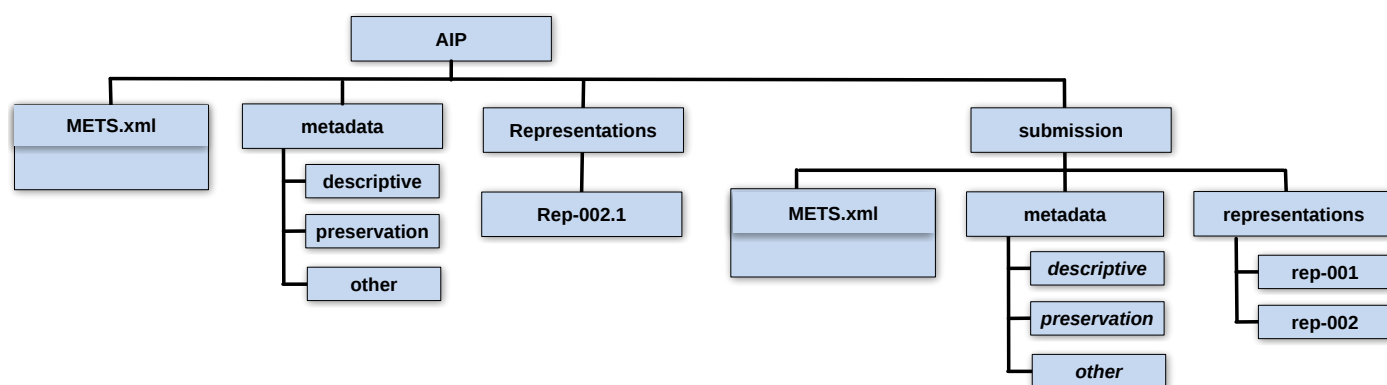 AIP
METS.xml
metadata
Representations
submission
descriptive
preservation
other
Rep-002.1
METS.xml
metadata
representations
descriptive
preservation
other
rep-001
rep-002